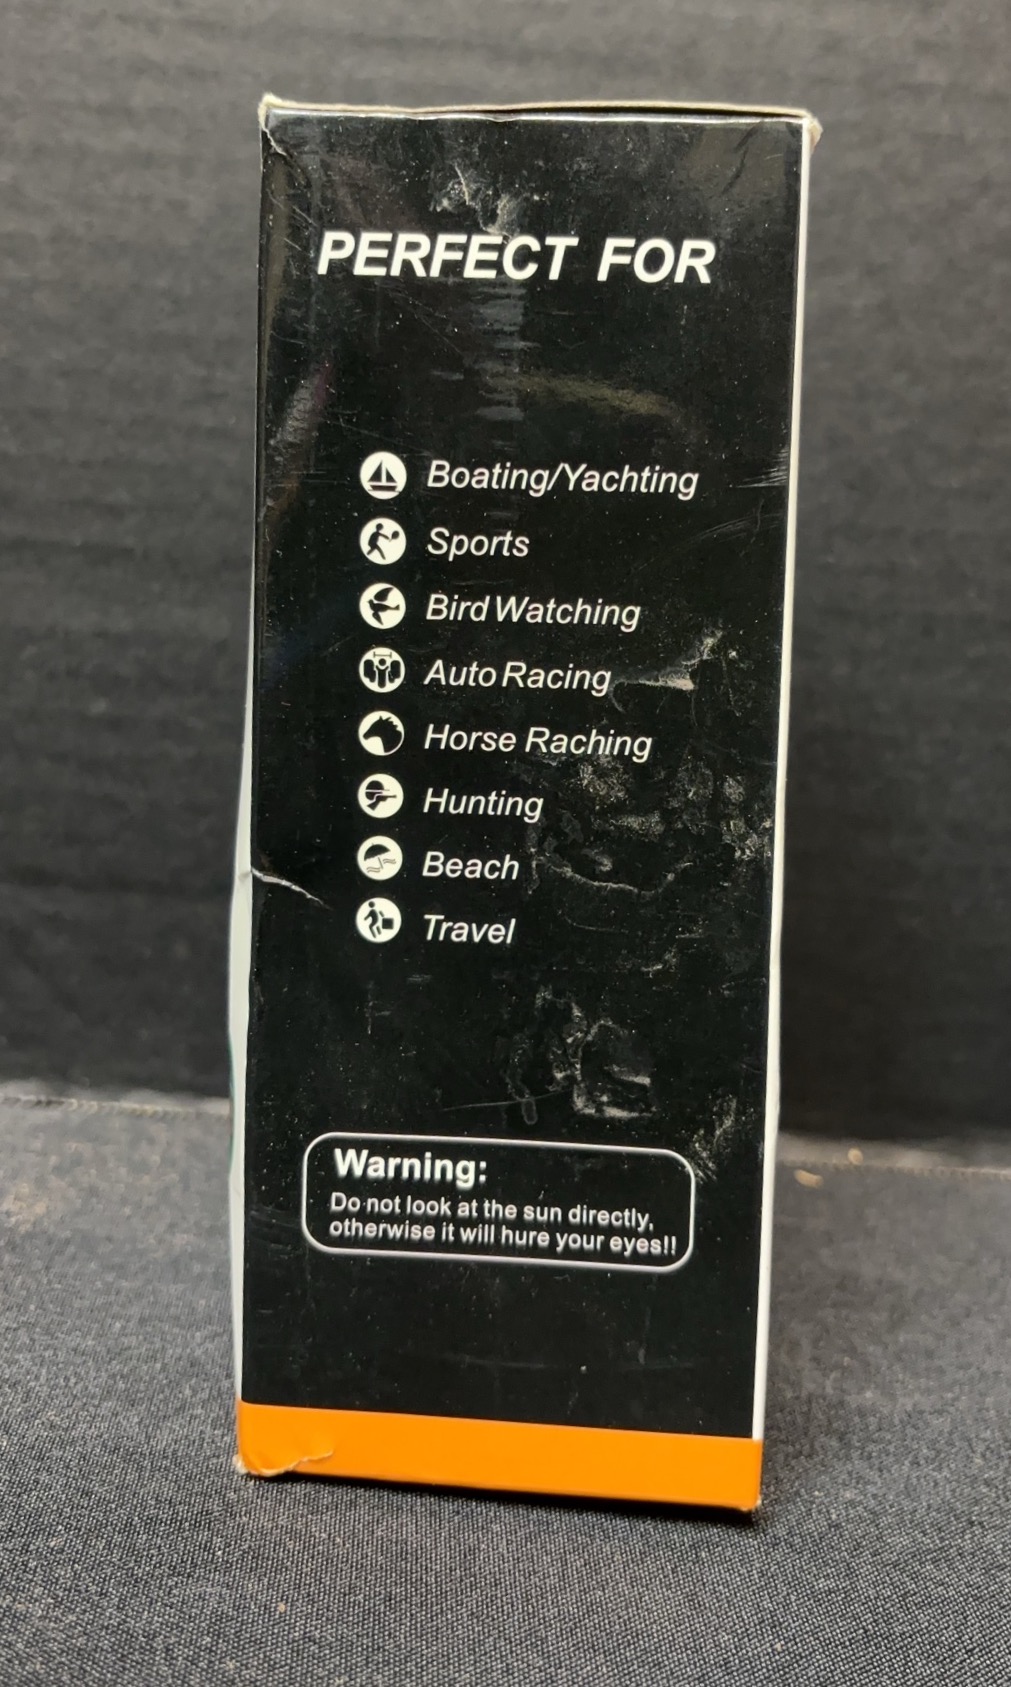 PERFECT FOR
Boating/Yachting
Sports
Bird Watching
Auto Racing
Horse Raching
Hunting
Beach
Travel
Warning:
Do not look at the sun directly,
otherwise it will hure your eyes!!